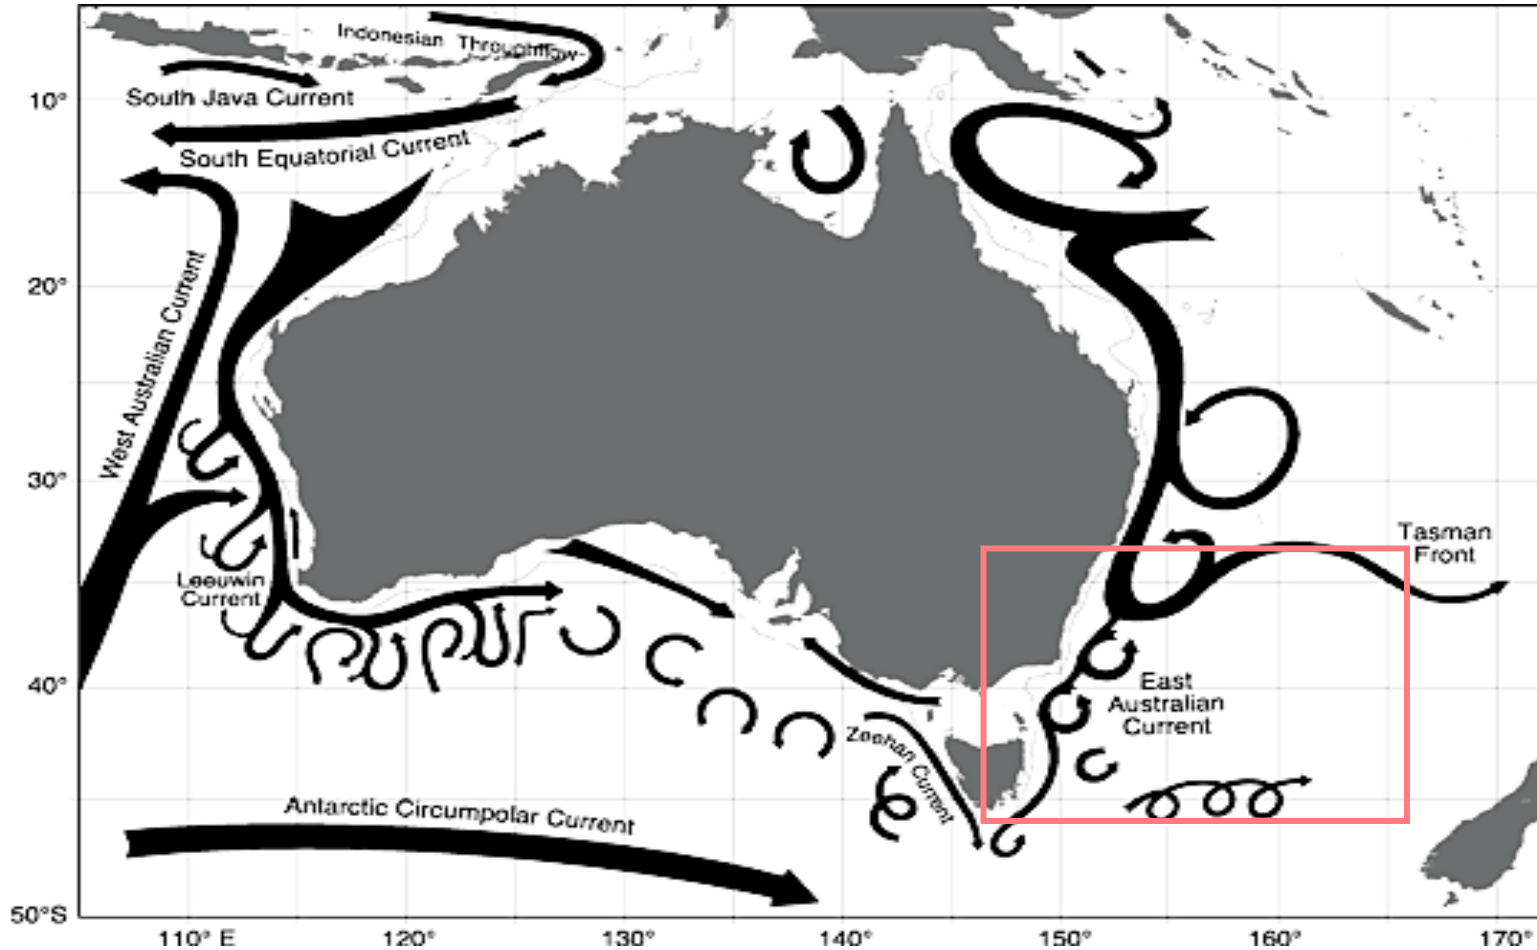 Indonesian Throughflow
South Java Current
10°
South Equatorial Current
West Australian Current
20°
30°
Tasman
Front
Leeuwin
Current
40°
East
Australian
Current
Zeehan Current
Antarctic Circumpolar Current
50°S
110° E 120° 130° 140° 150° 160° 170°